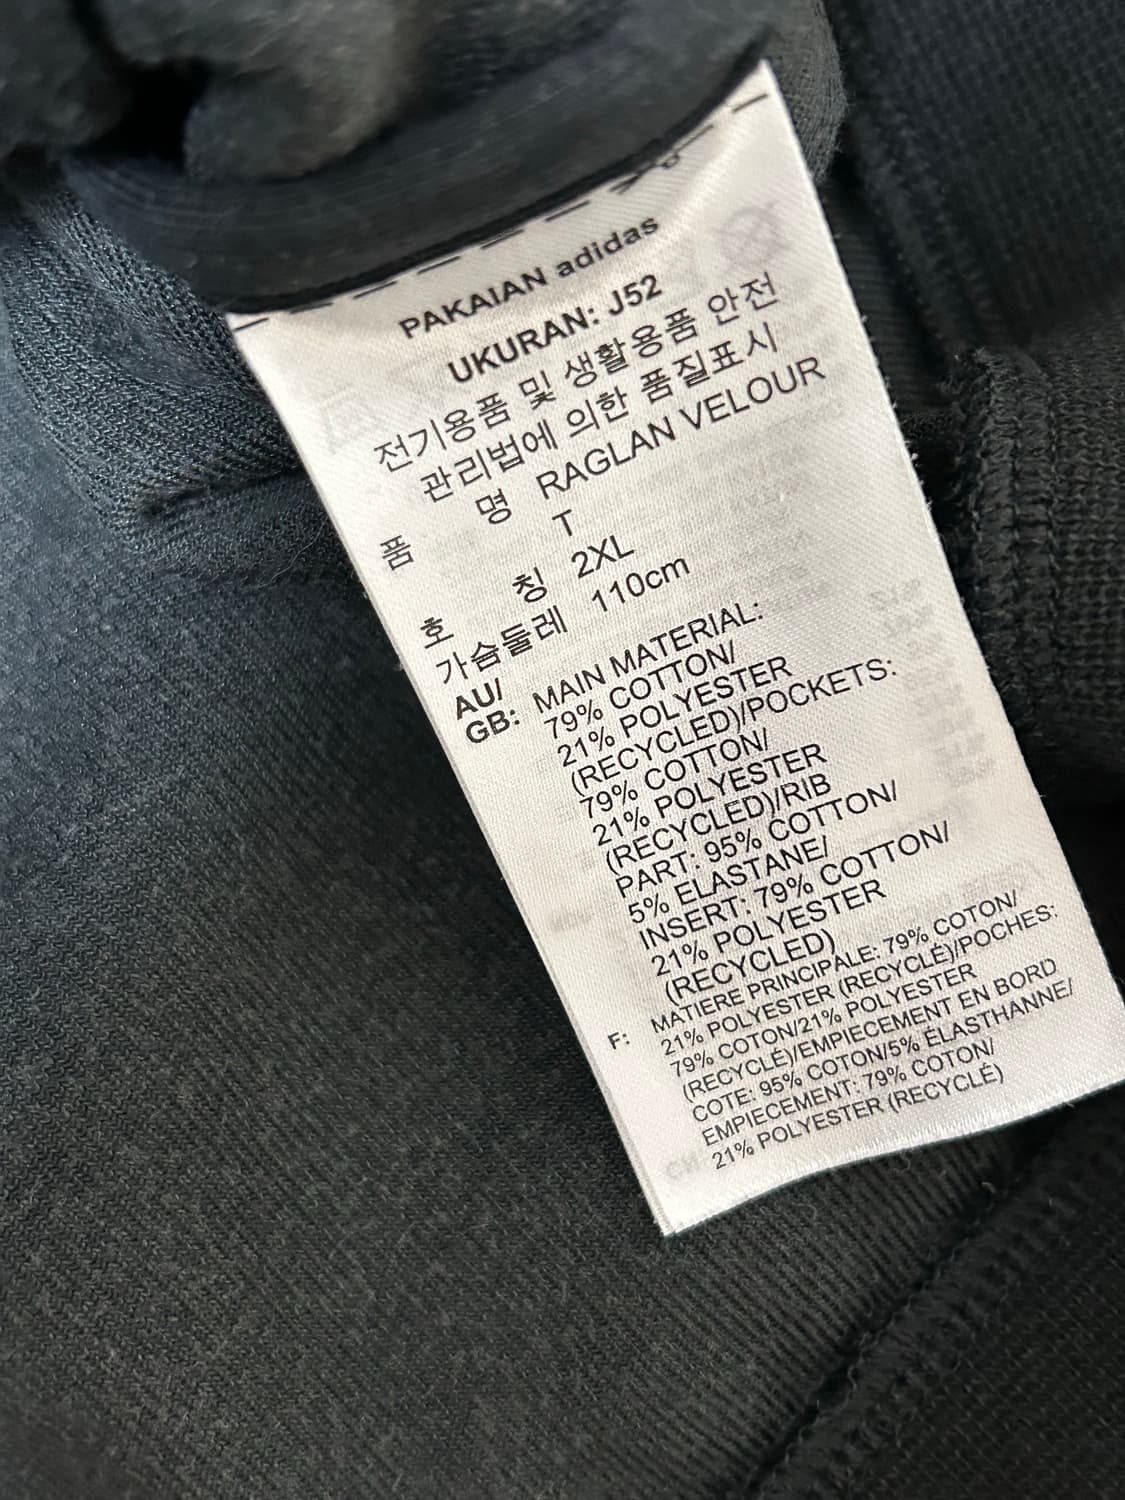 PAKAIAN adidas
UKURAN: J52
전기용품 및 생활용품 안전
관리법에 의한 품질표시
품 명 RAGLAN VELOUR
T
호 칭 2XL
가슴둘레 110cm
AU/
GB: MAIN MATERIAL:
79% COTTON/
21% POLYESTER
(RECYCLED)/POCKETS:
79% COTTON/
21% POLYESTER
(RECYCLED)/RIB
PART: 95% COTTON/
5% ELASTANE/
INSERT: 79% COTTON/
21% POLYESTER
(RECYCLED)
F: MATIERE PRINCIPALE: 79% COTON/
21% POLYESTER (RECYCLÉ)/POCHES:
79% COTON/21% POLYESTER
(RECYCLÉ)/EMPIECEMENT EN BORD
COTE: 95% COTON/5% ÉLASTHANNE/
EMPIECEMENT: 79% COTON/
21% POLYESTER (RECYCLÉ)